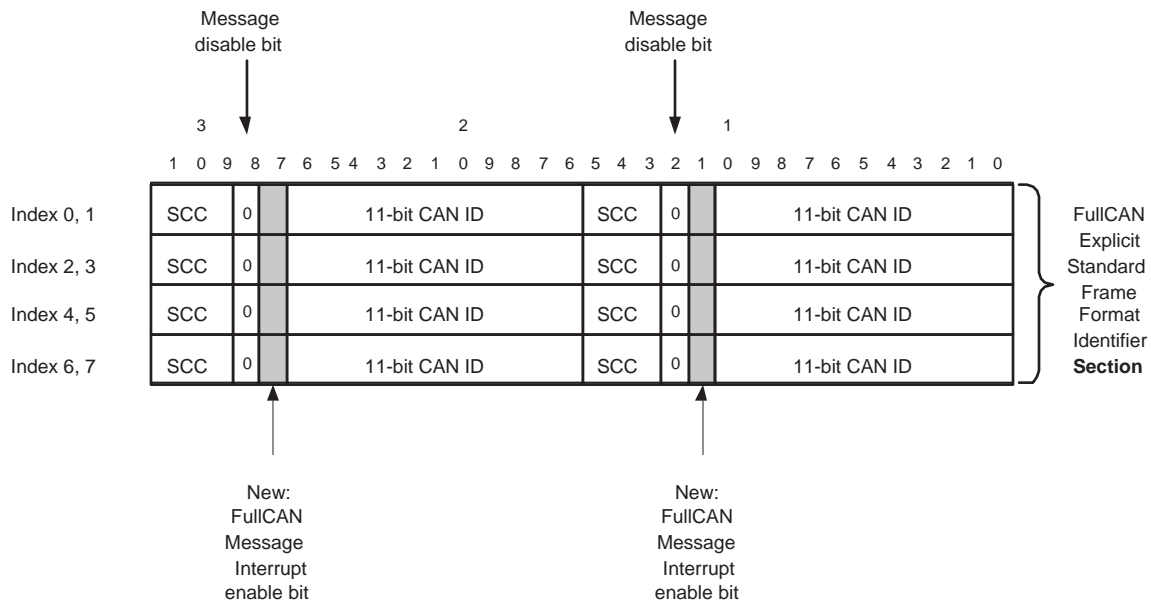 Message
disable bit
Message
disable bit
3 2 1
1 0 9 8 7 6 5 4 3 2 1 0 9 8 7 6 5 4 3 2 1 0 9 8 7 6 5 4 3 2 1 0
Index 0, 1 SCC 0 11-bit CAN ID SCC 0 11-bit CAN ID
Index 2, 3 SCC 0 11-bit CAN ID SCC 0 11-bit CAN ID
Index 4, 5 SCC 0 11-bit CAN ID SCC 0 11-bit CAN ID
Index 6, 7 SCC 0 11-bit CAN ID SCC 0 11-bit CAN ID
FullCAN
Explicit
Standard
Frame
Format
Identifier
Section
New:
FullCAN
Message
Interrupt
enable bit
New:
FullCAN
Message
Interrupt
enable bit